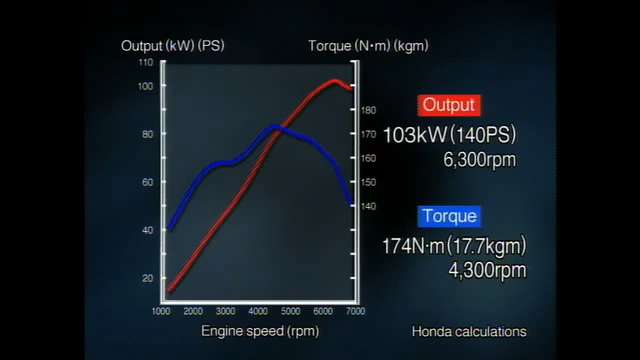 Output (kW) (PS)
Torque (N·m) (kgm)
110
100
80
60
40
20
180
170
160
150
140
1000 2000 3000 4000 5000 6000 7000
Engine speed (rpm)
Output
103kW (140PS)
6,300rpm
Torque
174N·m (17.7kgm)
4,300rpm
Honda calculations